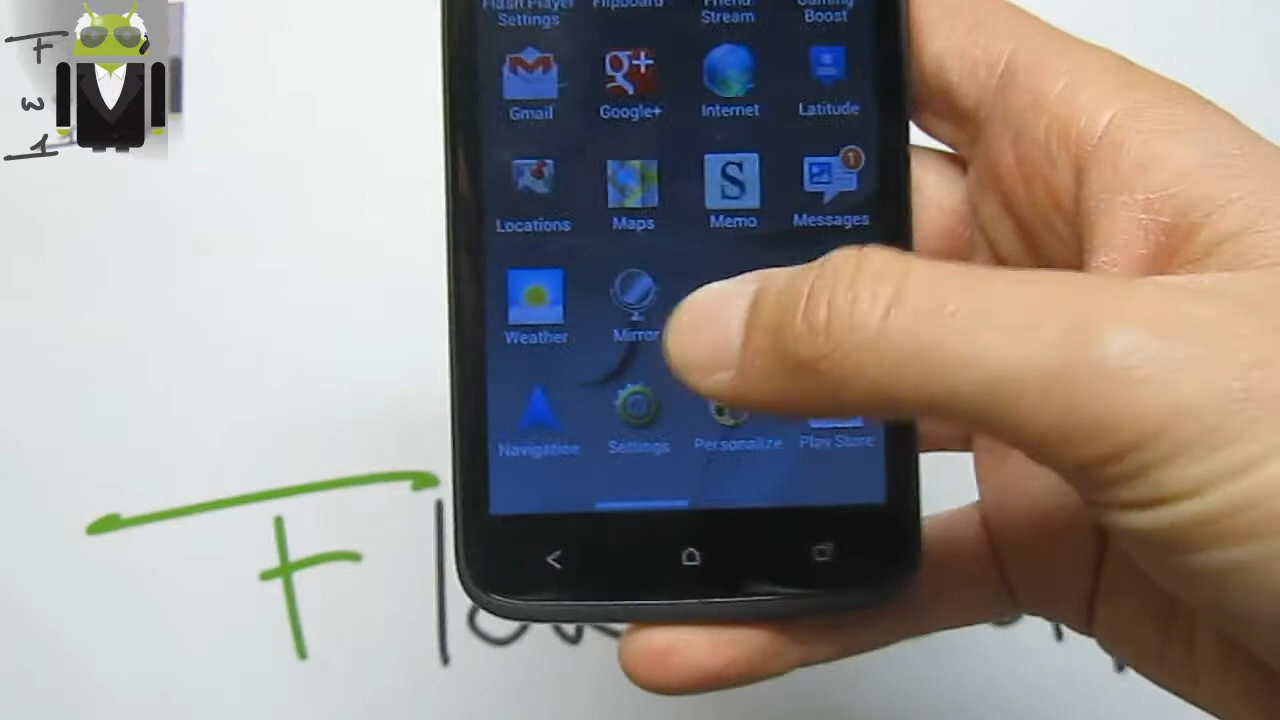 Flash Player Settings
Flipboard
Friend Stream
Gaming Boost
Gmail
Google+
Internet
Latitude
Locations
Maps
Memo
Messages
1
Weather
Mirror
Navigation
Settings
Personalize
Play Store